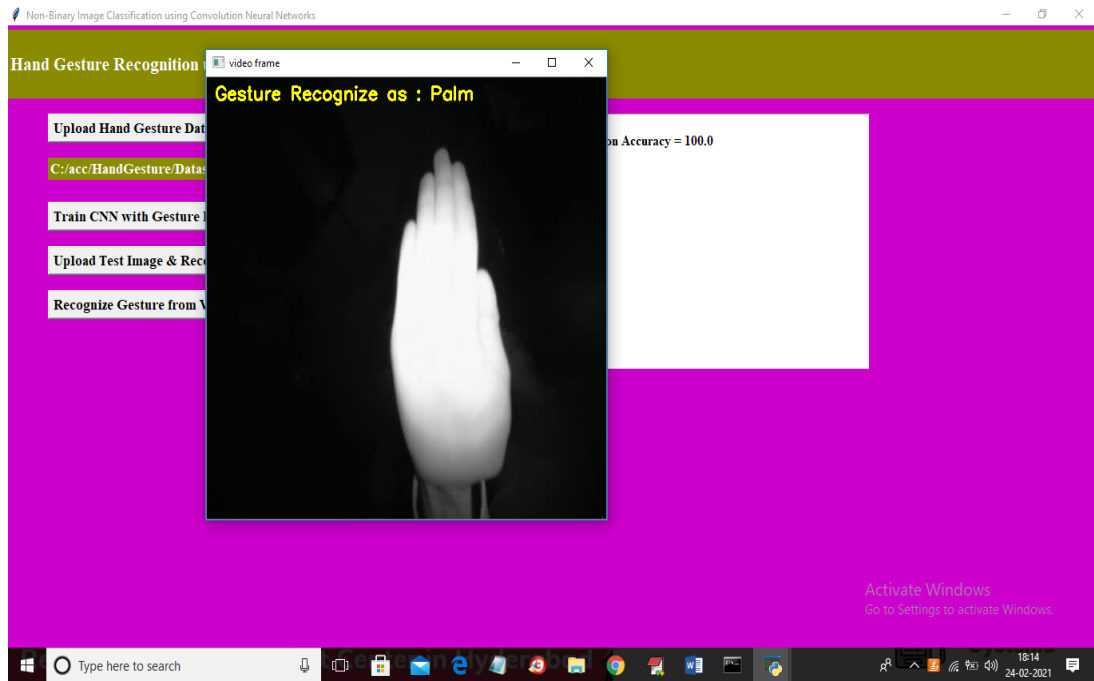 Non-Binary Image Classification using Convolution Neural Networks
Hand Gesture Recognition
video frame
Gesture Recognize as : Palm
Upload Hand Gesture Dat
on Accuracy = 100.0
C:/acc/HandGesture/Datas
Train CNN with Gesture
Upload Test Image & Rec
Recognize Gesture from V
Activate Windows
Go to Settings to activate Windows.
Type here to search
18:14
24-02-2021